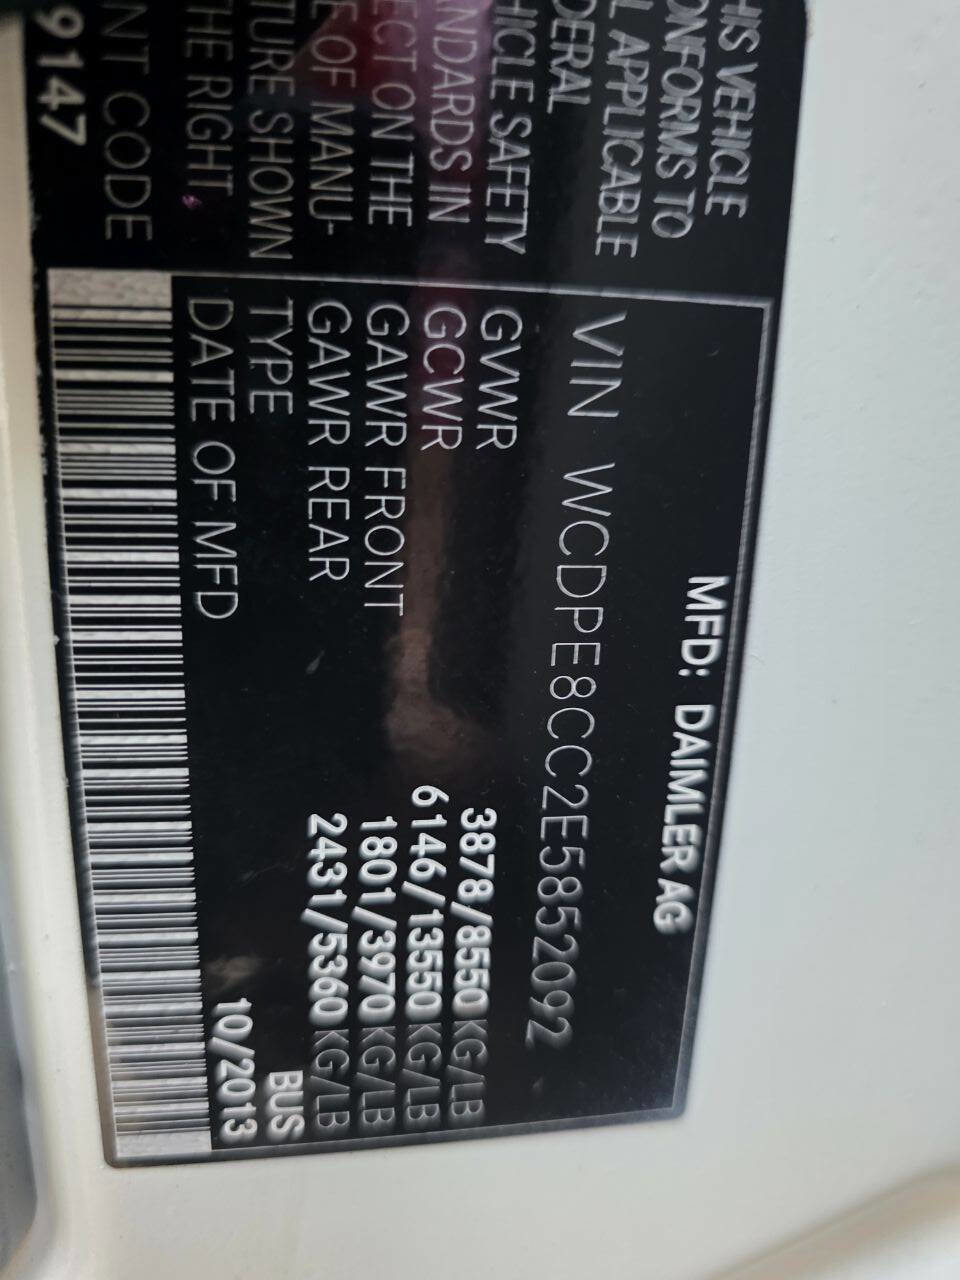 THIS VEHICLE
ONFORMS TO
L APPLICABLE
DERAL
HICLE SAFETY
ANDARDS IN
ECT ON THE
E OF MANU-
TURE SHOWN
THE RIGHT
NT CODE
9147
MFD: DAIMLER AG
VIN WCDPE8CC2E5852092
GVWR 3878/8550 KG/LB
GCWR 6146/13550 KG/LB
GAWR FRONT 1801/3970 KG/LB
GAWR REAR 2431/5360 KG/LB
TYPE BUS
DATE OF MFD 10/2013